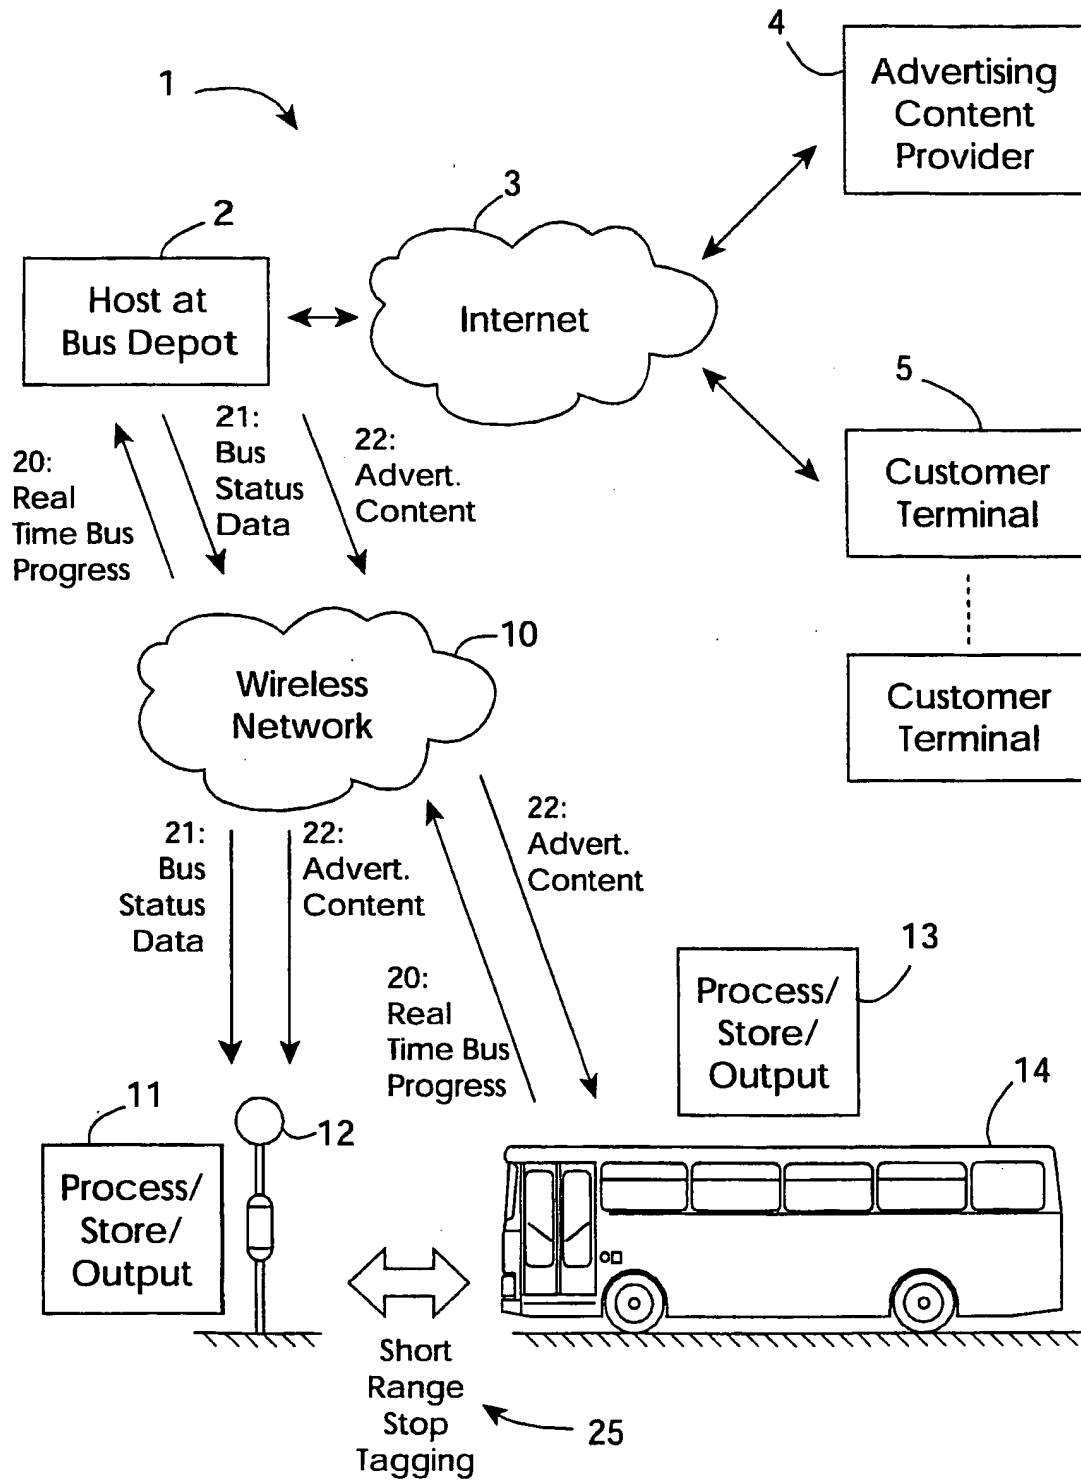 4
Advertising
Content
Provider
1
3
2
Host at
Bus Depot
Internet
5
Customer
Terminal
20:
Real
Time Bus
Progress
21:
Bus
Status
Data
22:
Advert.
Content
10
Wireless
Network
Customer
Terminal
21:
Bus
Status
Data
22:
Advert.
Content
22:
Advert.
Content
20:
Real
Time Bus
Progress
13
Process/
Store/
Output
11
Process/
Store/
Output
12
14
Short
Range
Stop
Tagging
25